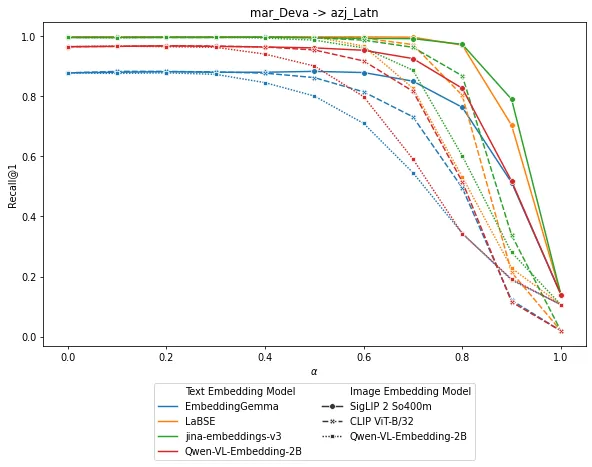 mar_Deva -> azj_Latn
1.0
0.8
0.6
0.4
0.2
0.0
Recall@1
0.0 0.2 0.4 0.6 0.8 1.0
α
Text Embedding Model
EmbeddingGemma
LaBSE
jina-embeddings-v3
Qwen-VL-Embedding-2B
Image Embedding Model
SigLIP 2 So400m
CLIP ViT-B/32
Qwen-VL-Embedding-2B